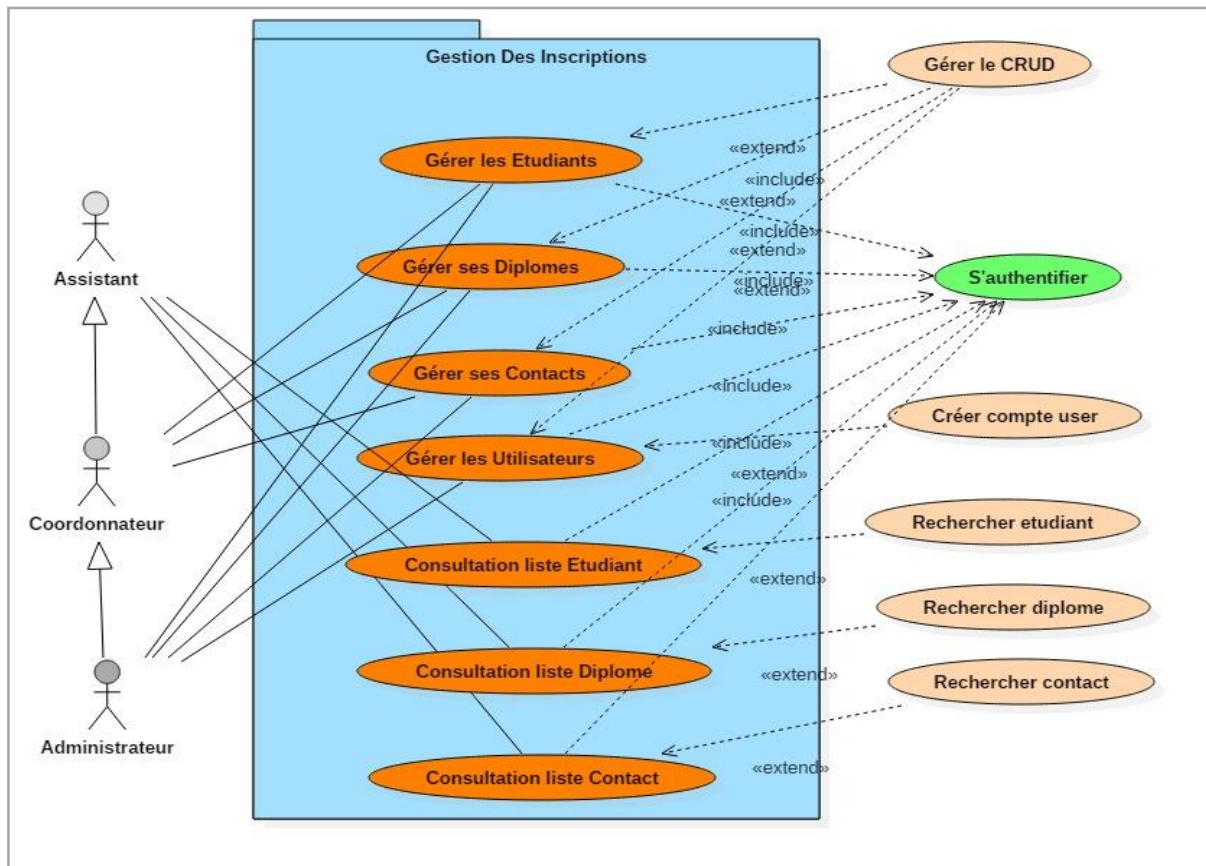 Gestion Des Inscriptions
Gérer le CRUD
«extend»
Gérer les Etudiants
«include»
«extend»
«include»
Assistant
Gérer ses Diplomes
«extend»
S'authentifier
«include»
«extend»
«include»
Gérer ses Contacts
«include»
Créer compte user
Gérer les Utilisateurs
«include»
«extend»
Coordonnateur
«include»
Rechercher etudiant
Consultation liste Etudiant
«extend»
Rechercher diplome
Consultation liste Diplome
«extend»
Rechercher contact
Administrateur
Consultation liste Contact
«extend»